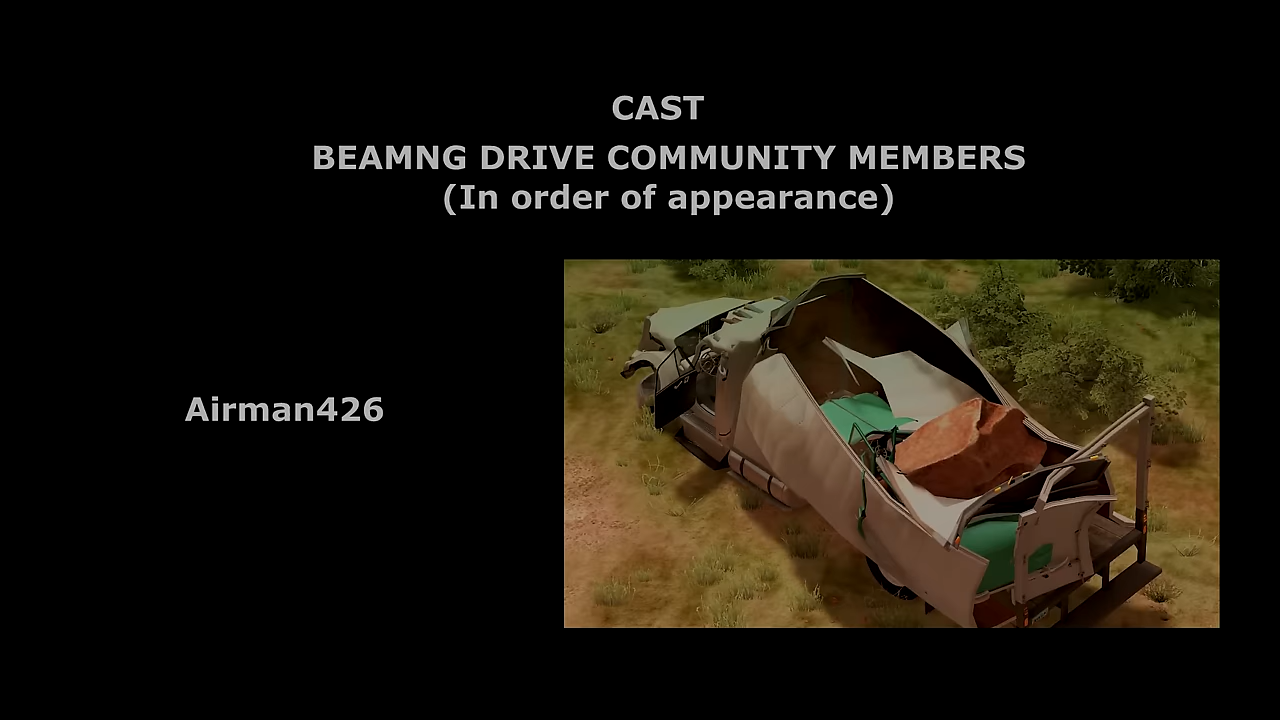 CAST
BEAMNG DRIVE COMMUNITY MEMBERS
(In order of appearance)
Airman426